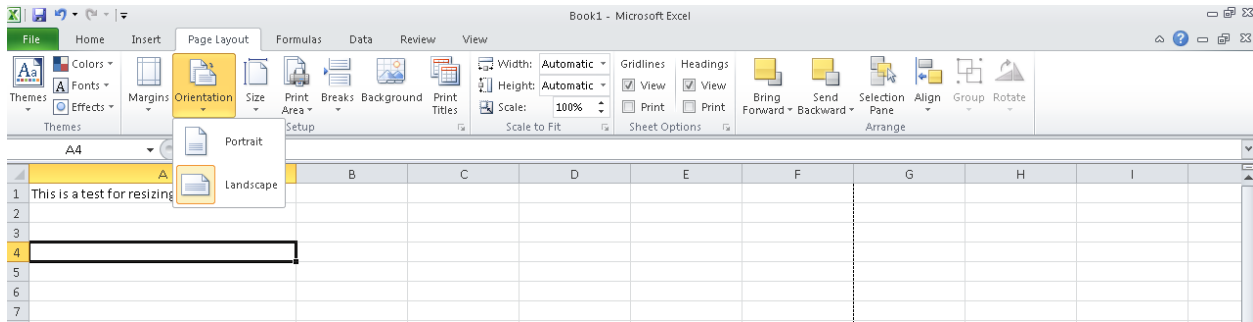 Book1 - Microsoft Excel
File Home Insert Page Layout Formulas Data Review View
Colors Width: Automatic Gridlines Headings
Aa A Fonts Height: Automatic View View
Themes Effects Margins Orientation Size Print Area Breaks Background Print Titles Scale: 100% Print Print Bring Forward Send Backward Selection Pane Align Group Rotate
Themes Setup Scale to Fit Sheet Options Arrange
Portrait
A4
Landscape
A B C D E F G H I
1 This is a test for resizing
2
3
4
5
6
7